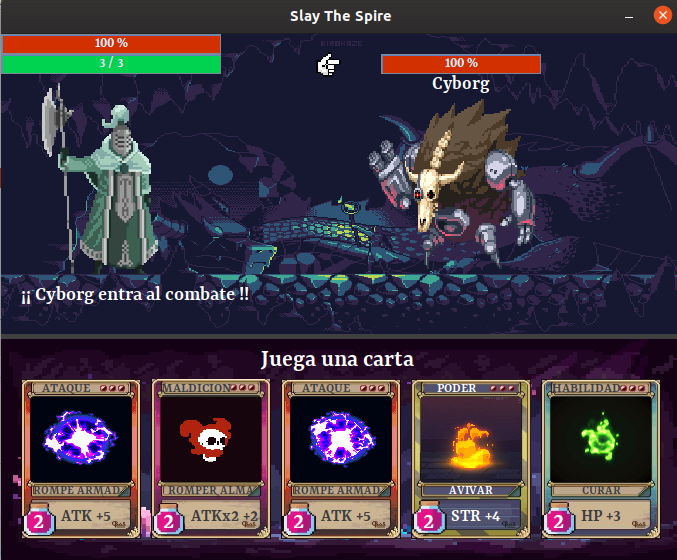 Slay The Spire
100 %
3 / 3
100 %
Cyborg
¡¡ Cyborg entra al combate !!
Juega una carta
ATAQUE
MALDICION
ATAQUE
PODER
HABILIDAD
ROMPE ARMAD
ROMPER ALMA
ROMPE ARMAD
AVIVAR
CURAR
2 ATK +5
2 ATKx2 +2
2 ATK +5
2 STR +4
2 HP +3